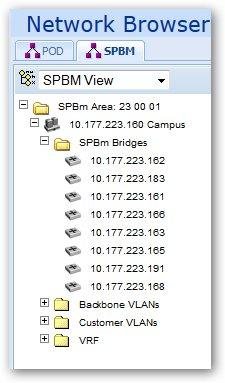 Network Browser
POD
SPBM
SPBM View
SPBm Area: 23 00 01
10.177.223.160 Campus
SPBm Bridges
10.177.223.162
10.177.223.183
10.177.223.161
10.177.223.166
10.177.223.163
10.177.223.165
10.177.223.191
10.177.223.168
Backbone VLANs
Customer VLANs
VRF